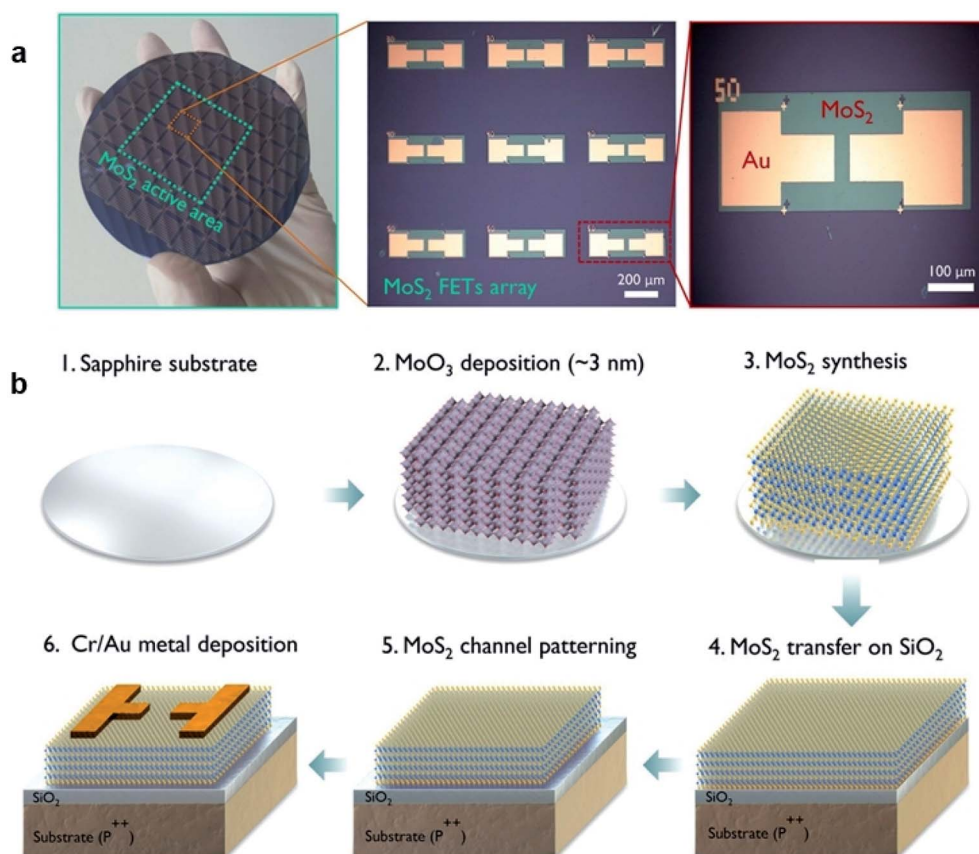 a
MoS₂ active area
MoS₂ FETs array
200 µm
50
MoS₂
Au
100 µm
b
1. Sapphire substrate
2. MoO₃ deposition (~3 nm)
3. MoS₂ synthesis
6. Cr/Au metal deposition
5. MoS₂ channel patterning
4. MoS₂ transfer on SiO₂
SiO₂
Substrate (P⁺⁺)
SiO₂
Substrate (P⁺⁺)
SiO₂
Substrate (P⁺⁺)